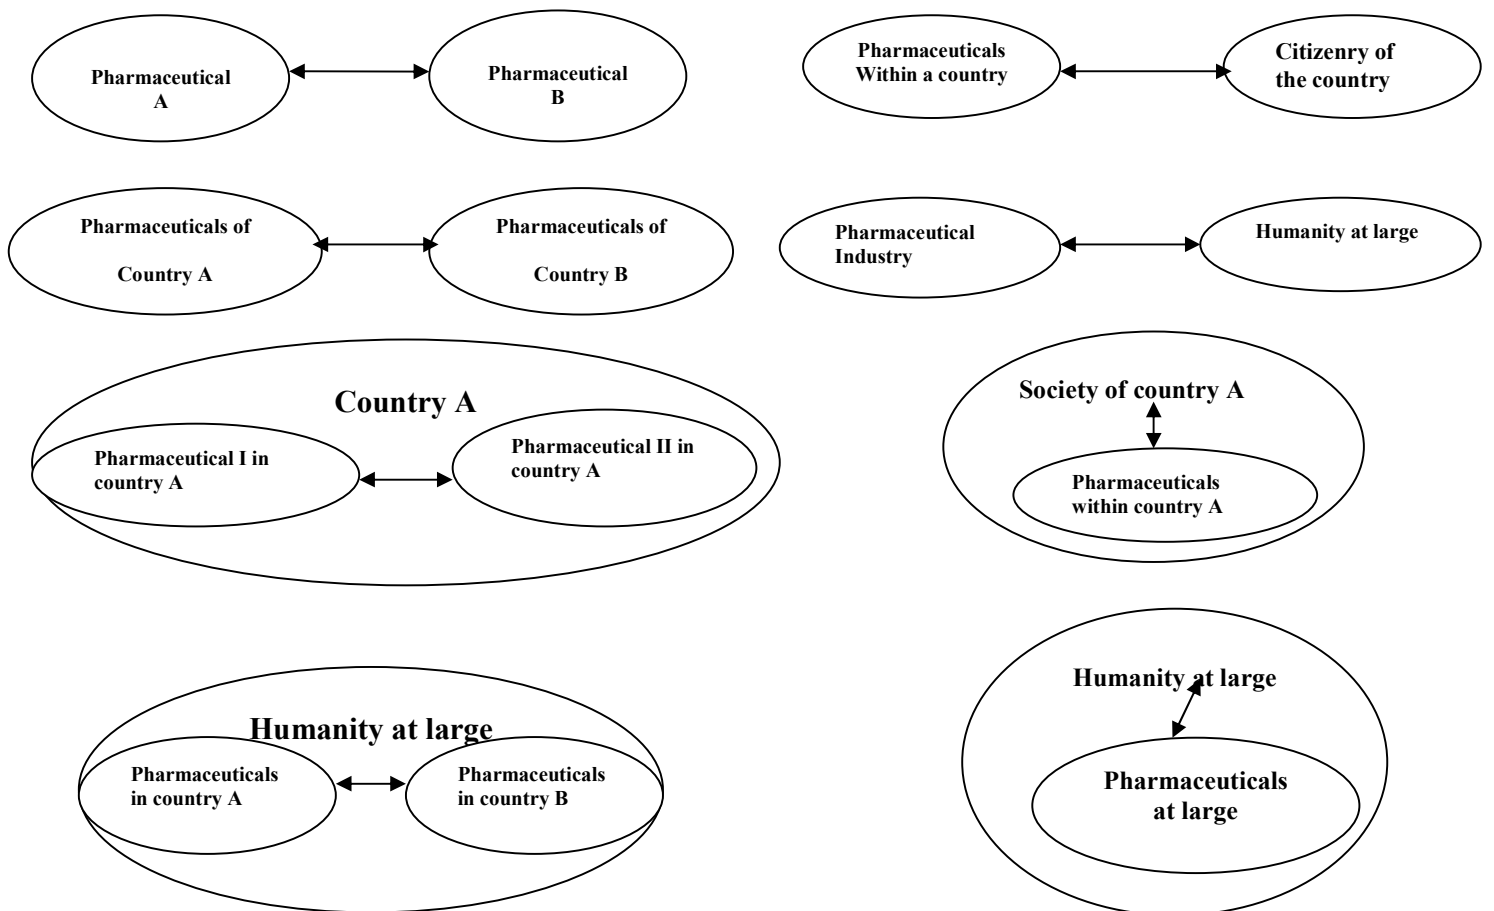 Pharmaceutical
A
Pharmaceutical
B
Pharmaceuticals
Within a country
Citizenry of
the country
Pharmaceuticals of
Country A
Pharmaceuticals of
Country B
Pharmaceutical
Industry
Humanity at large
Country A
Pharmaceutical I in
country A
Pharmaceutical II in
country A
Society of country A
Pharmaceuticals
within country A
Humanity at large
Pharmaceuticals
in country A
Pharmaceuticals
in country B
Humanity at large
Pharmaceuticals
at large